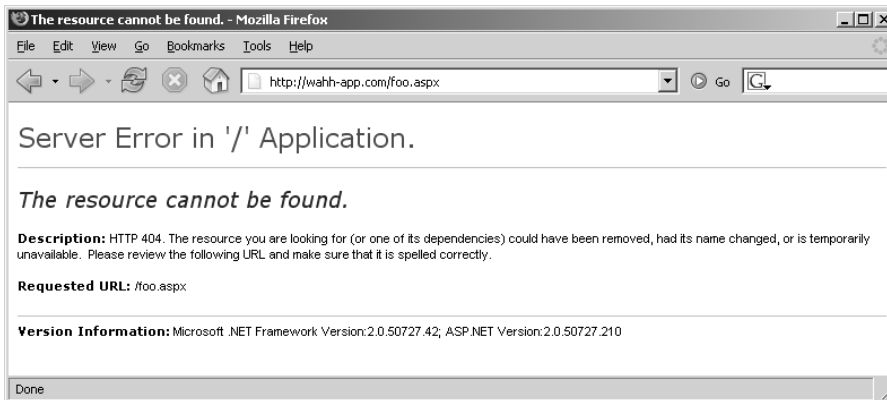 The resource cannot be found. - Mozilla Firefox
File Edit View Go Bookmarks Tools Help
http://wahh-app.com/foo.aspx Go G
Server Error in '/' Application.
The resource cannot be found.
Description: HTTP 404. The resource you are looking for (or one of its dependencies) could have been removed, had its name changed, or is temporarily
unavailable. Please review the following URL and make sure that it is spelled correctly.
Requested URL: /foo.aspx
Version Information: Microsoft .NET Framework Version:2.0.50727.42; ASP.NET Version:2.0.50727.210
Done